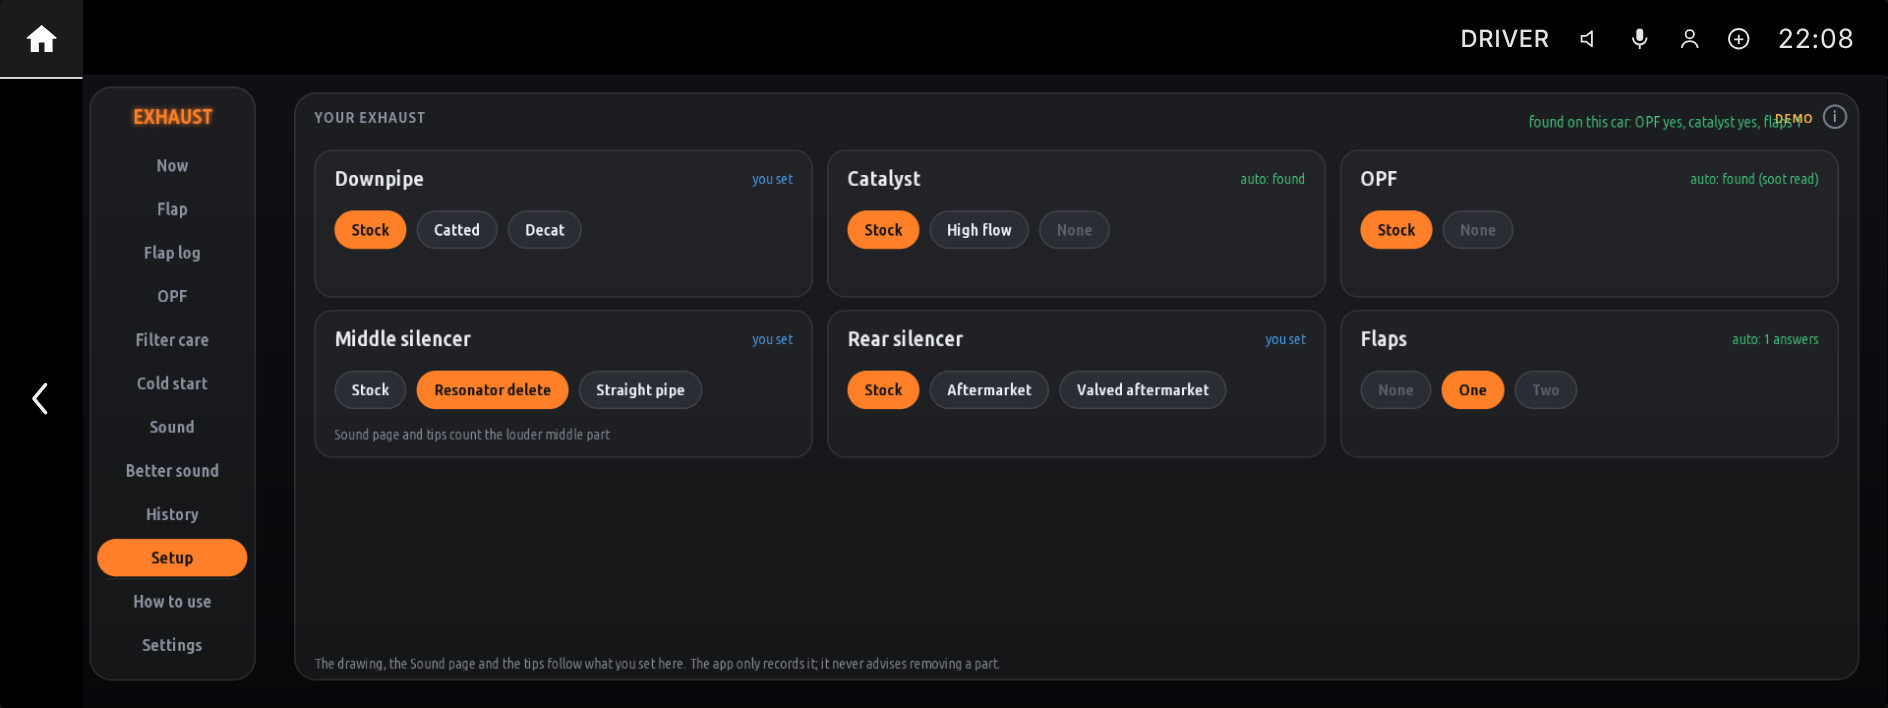 DRIVER 22:08
EXHAUST
Now
Flap
Flap log
OPF
Filter care
Cold start
Sound
Better sound
History
Setup
How to use
Settings
YOUR EXHAUST
found on this car: OPF yes, catalyst yes, flaps 1
DEMO
Downpipe you set
Stock Catted Decat
Catalyst auto: found
Stock High flow None
OPF auto: found (soot read)
Stock None
Middle silencer you set
Stock Resonator delete Straight pipe
Sound page and tips count the louder middle part
Rear silencer you set
Stock Aftermarket Valved aftermarket
Flaps auto: 1 answers
None One Two
The drawing, the Sound page and the tips follow what you set here. The app only records it; it never advises removing a part.